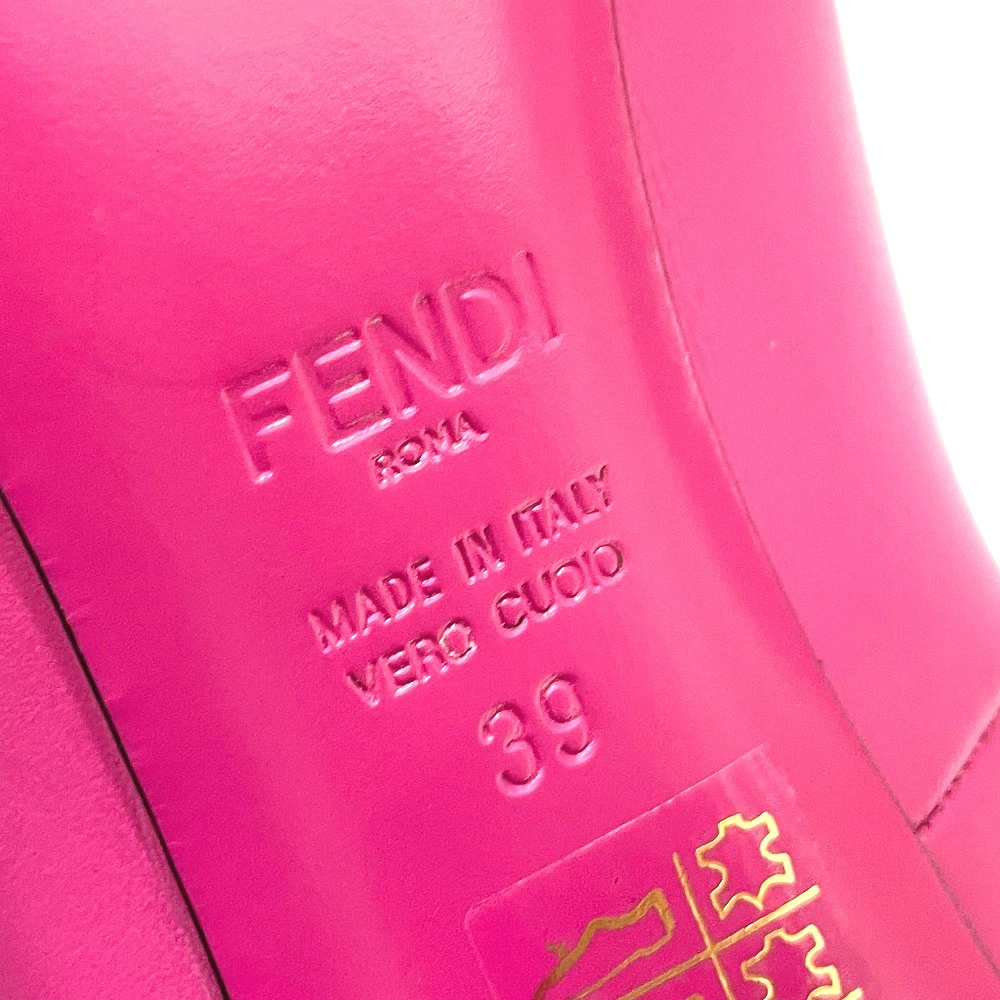 FENDI
ROMA
MADE IN ITALY
VERO CUOIO
39